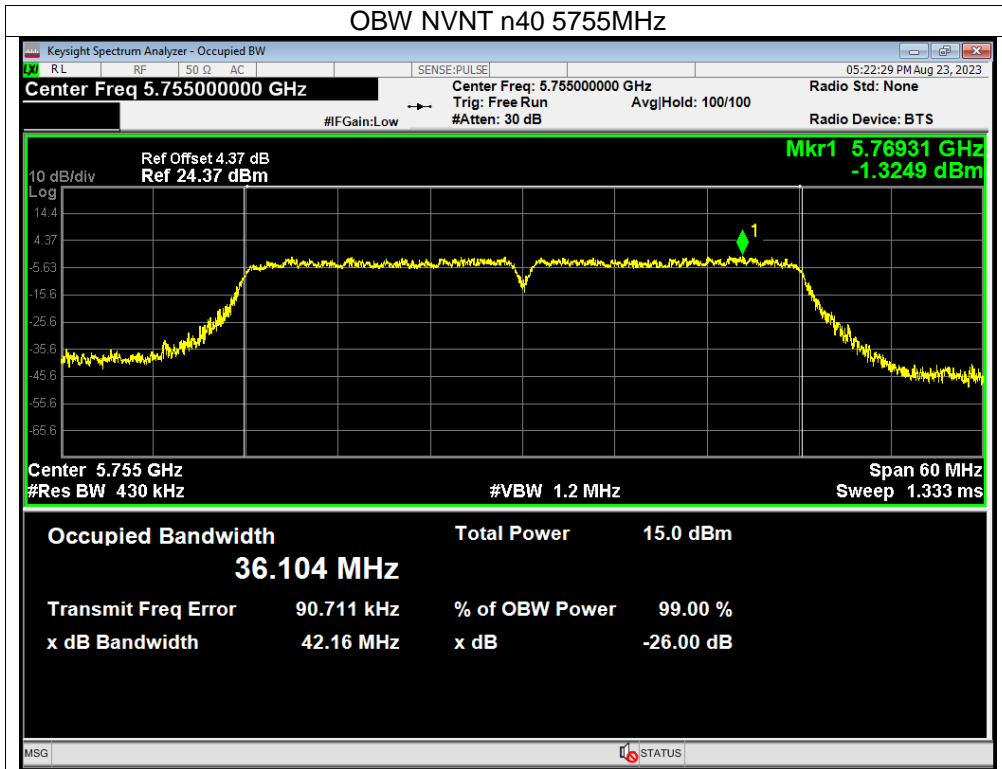 OBW NVNT n40 5755MHz
Keysight Spectrum Analyzer - Occupied BW
LXI RL RF 50 Ω AC SENSE:PULSE 05:22:29 PM Aug 23, 2023
Center Freq 5.755000000 GHz Center Freq: 5.755000000 GHz Radio Std: None
Trig: Free Run Avg|Hold: 100/100
#IFGain:Low #Atten: 30 dB Radio Device: BTS
Mkr1 5.76931 GHz
Ref Offset 4.37 dB
10 dB/div Ref 24.37 dBm -1.3249 dBm
Log
14.4
1
4.37
-5.63
-15.6
-25.6
-35.6
-45.6
-55.6
-65.6
Center 5.755 GHz Span 60 MHz
#Res BW 430 kHz #VBW 1.2 MHz Sweep 1.333 ms
Occupied Bandwidth Total Power 15.0 dBm
36.104 MHz
Transmit Freq Error 90.711 kHz % of OBW Power 99.00 %
x dB Bandwidth 42.16 MHz x dB -26.00 dB
MSG STATUS